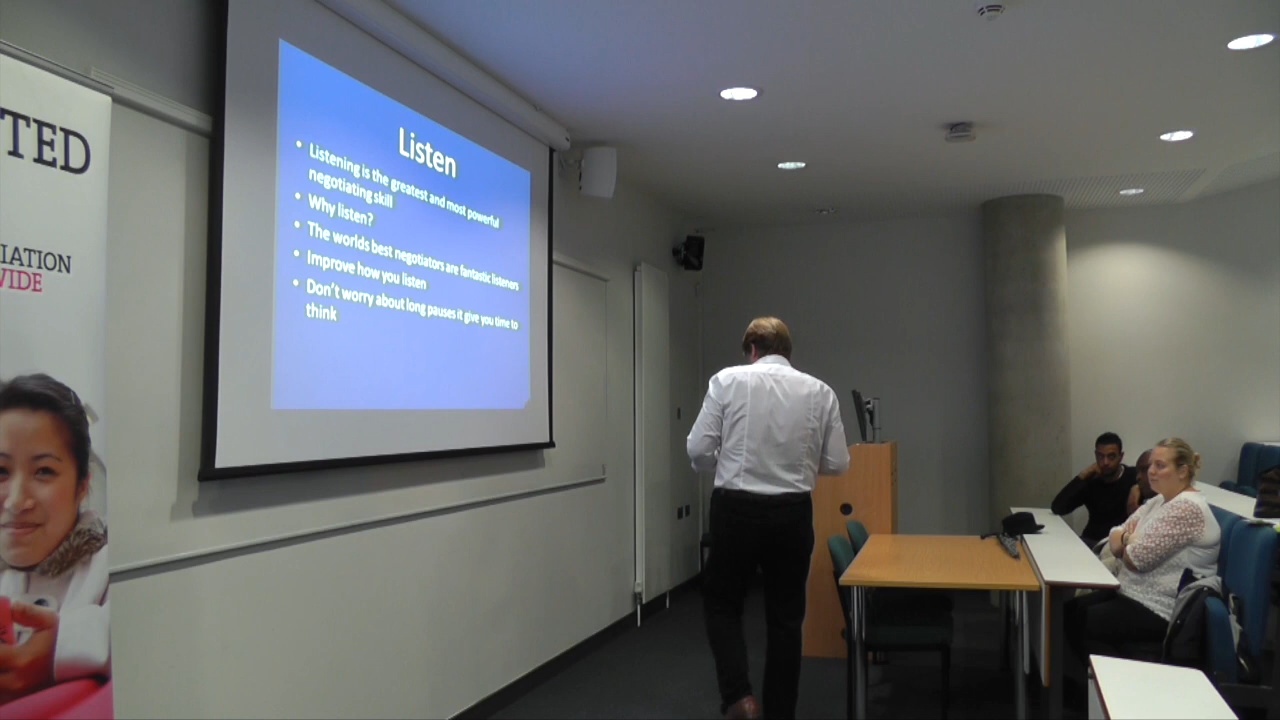 TED
IATION
WIDE
Listen
• Listening is the greatest and most powerful
negotiating skill
• Why listen?
• The worlds best negotiators are fantastic listeners
• Improve how you listen
• Don't worry about long pauses it give you time to
think